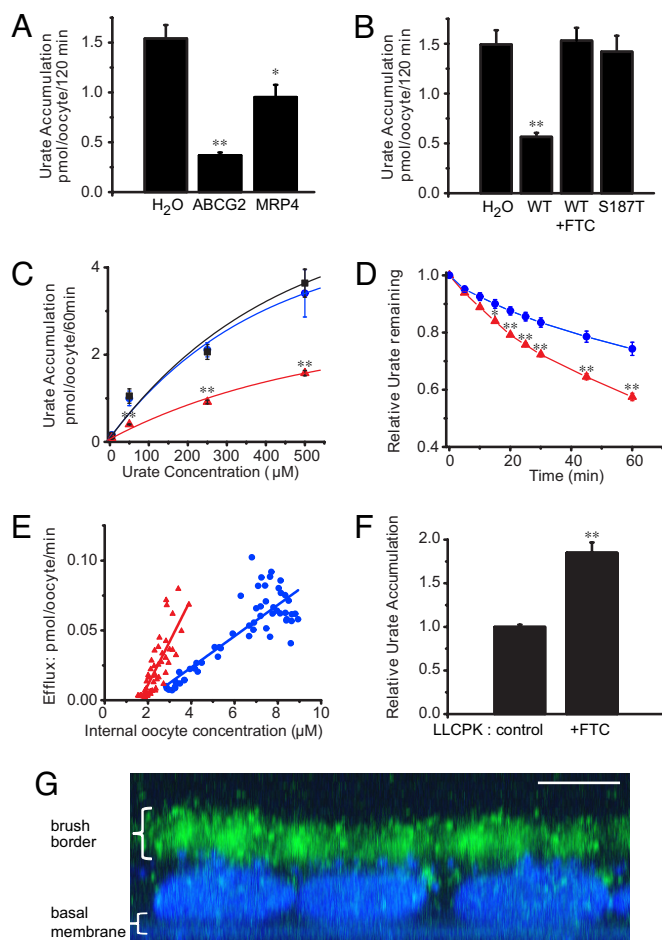 A
Urate Accumulation
pmol/oocyte/120 min
1.5
1.0
0.5
0.0
**
*
H2O ABCG2 MRP4
B
Urate Accumulation
pmol/oocyte/120 min
1.5
1.0
0.5
0.0
**
H2O WT WT S187T
+FTC
C
Urate Accumulation
pmol/oocyte/60min
4
2
0
**
**
**
0 100 200 300 400 500
Urate Concentration (µM)
D
Relative Urate remaining
1.0
0.8
0.6
0.4
*
**
**
**
**
**
0 20 40 60
Time (min)
E
Efflux: pmol/oocyte/min
0.10
0.05
0.00
0 2 4 6 8 10
Internal oocyte concentration (µM)
F
Relative Urate Accumulation
2.0
1.5
1.0
0.5
0.0
**
LLCPK : control +FTC
G
brush
border
basal
membrane